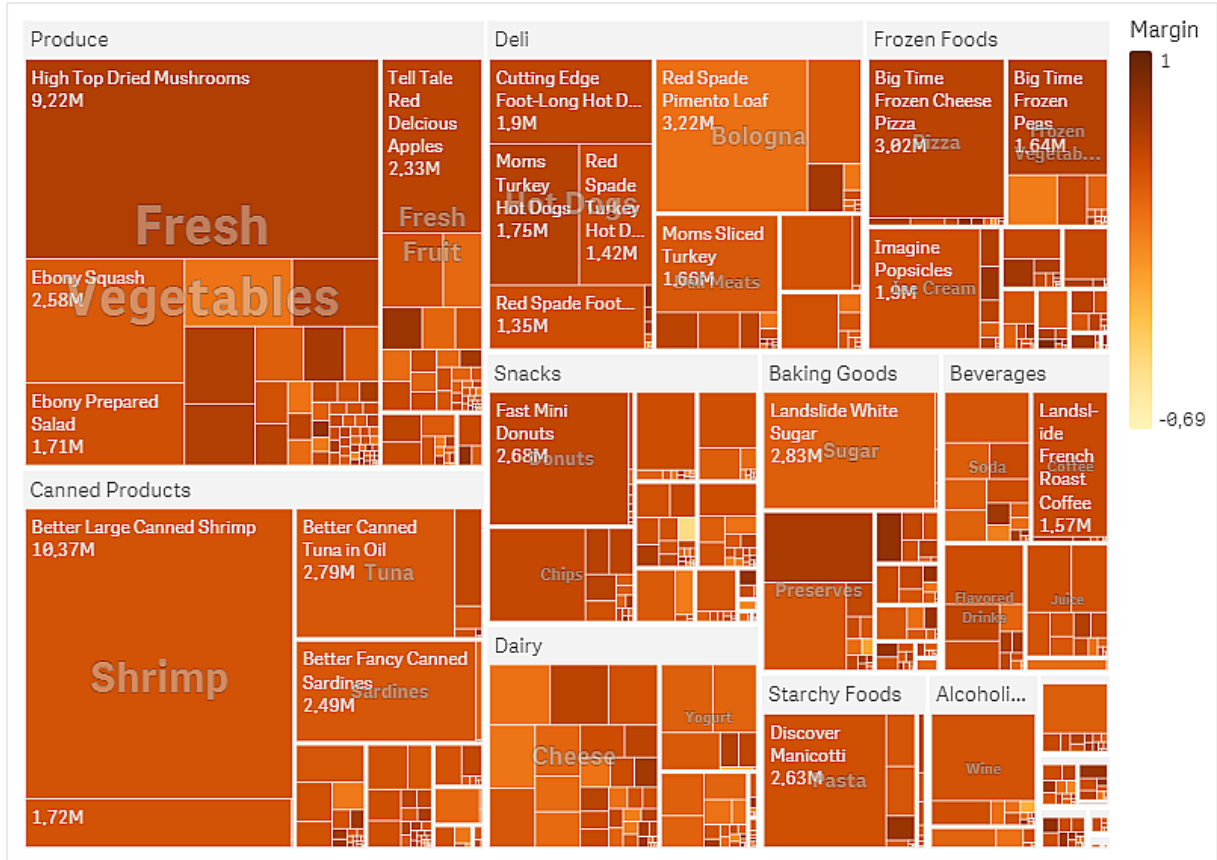 Produce
High Top Dried Mushrooms
9,22M
Fresh
Vegetables
Ebony Squash
2,58M
Ebony Prepared
Salad
1,71M
Tell Tale
Red
Delcious
Apples
2,33M
Fresh
Fruit
Canned Products
Better Large Canned Shrimp
10,37M
Shrimp
1,72M
Better Canned
Tuna in Oil
2,79M
Tuna
Better Fancy Canned
Sardines
2,49M
Sardines
Deli
Cutting Edge
Foot-Long Hot D...
1,9M
Moms
Turkey
Hot Dogs
1,75M
Red
Spade
Turkey
Hot D...
1,42M
Hot Dogs
Red Spade Foot...
1,35M
Red Spade
Pimento Loaf
3,22M
Bologna
Moms Sliced
Turkey
1,66M
Deli Meats
Frozen Foods
Big Time
Frozen Cheese
Pizza
3,02M
Pizza
Big Time
Frozen
Peas
1,64M
Frozen
Vegetab...
Imagine
Popsicles
1,9M
Ice Cream
Snacks
Fast Mini
Donuts
2,68M
Donuts
Chips
Dairy
Cheese
Yogurt
Baking Goods
Landslide White
Sugar
2,83M
Sugar
Preserves
Beverages
Soda
Landsl-
ide
French
Roast
Coffee
1,57M
Coffee
Flavored
Drinks
Juice
Starchy Foods
Discover
Manicotti
2,63M
Pasta
Alcoholi...
Wine
Margin
1
-0,69